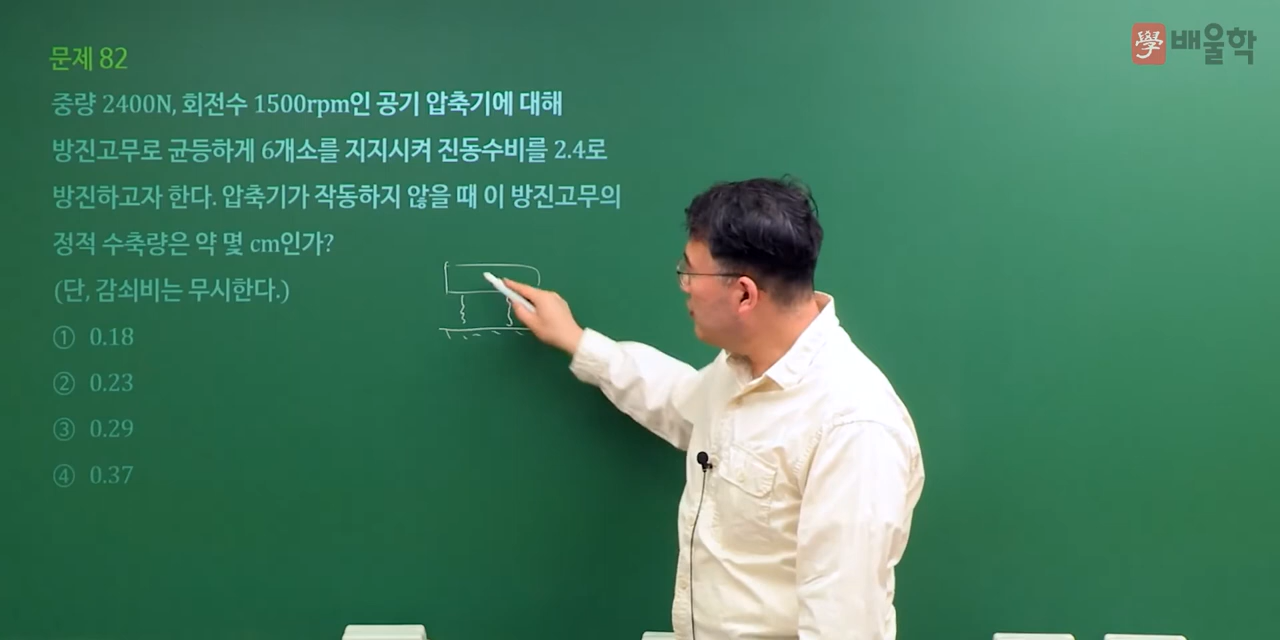 學 배울학
문제 82
중량 2400N, 회전수 1500rpm인 공기 압축기에 대해
방진고무로 균등하게 6개소를 지지시켜 진동수비를 2.4로
방진하고자 한다. 압축기가 작동하지 않을 때 이 방진고무의
정적 수축량은 약 몇 cm인가?
(단, 감쇠비는 무시한다.)
① 0.18
② 0.23
③ 0.29
④ 0.37